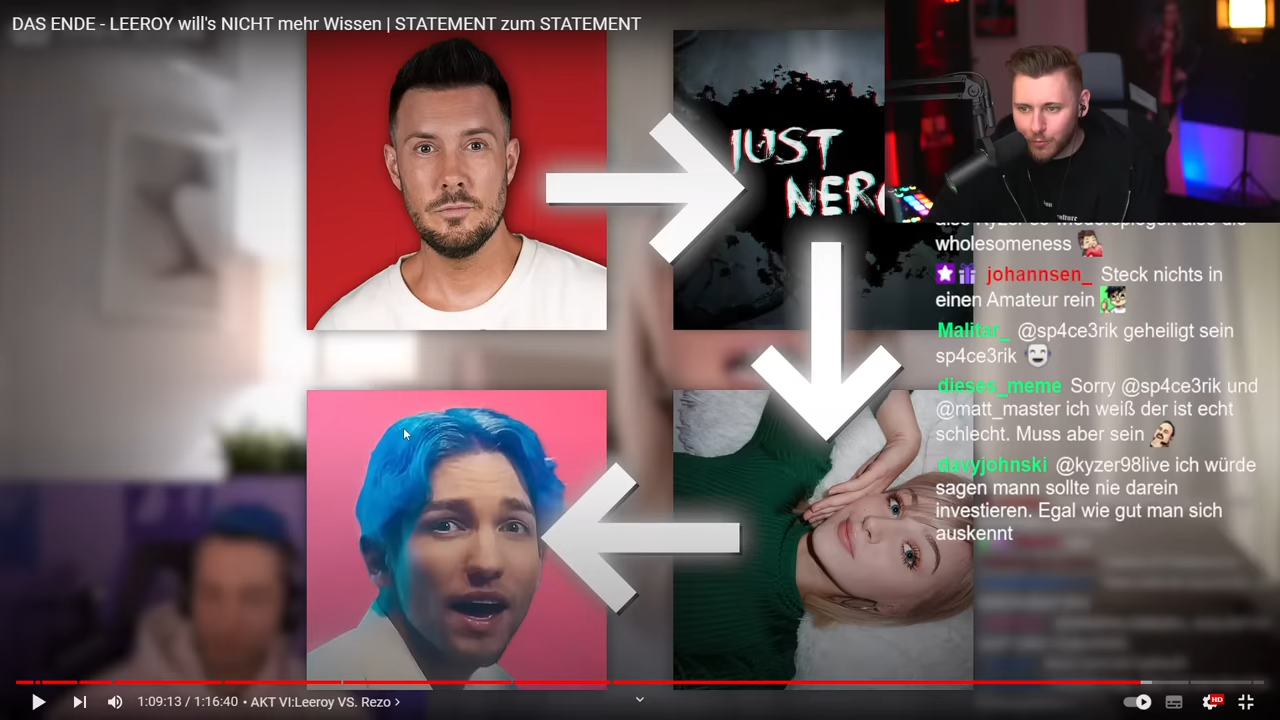 DAS ENDE - LEEROY will's NICHT mehr Wissen | STATEMENT zum STATEMENT
JUST
NER
wholesomeness
johannsen_ Steck nichts in
einen Amateur rein
Malitar_ @sp4ce3rik geheiligt sein
sp4ce3rik
dieses_meme Sorry @sp4ce3rik und
@matt_master ich weiß der ist echt
schlecht. Muss aber sein
davyjohnski @kyzer98live ich würde
sagen mann sollte nie darein
investieren. Egal wie gut man sich
auskennt
1:09:13 / 1:16:40 • AKT VI:Leeroy VS. Rezo >
HD